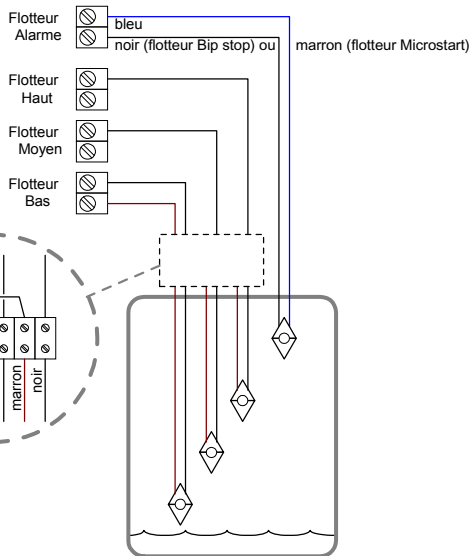 Flotteur
Alarme
bleu
noir (flotteur Bip stop) ou marron (flotteur Microstart)
Flotteur
Haut
Flotteur
Moyen
Flotteur
Bas
marron
noir